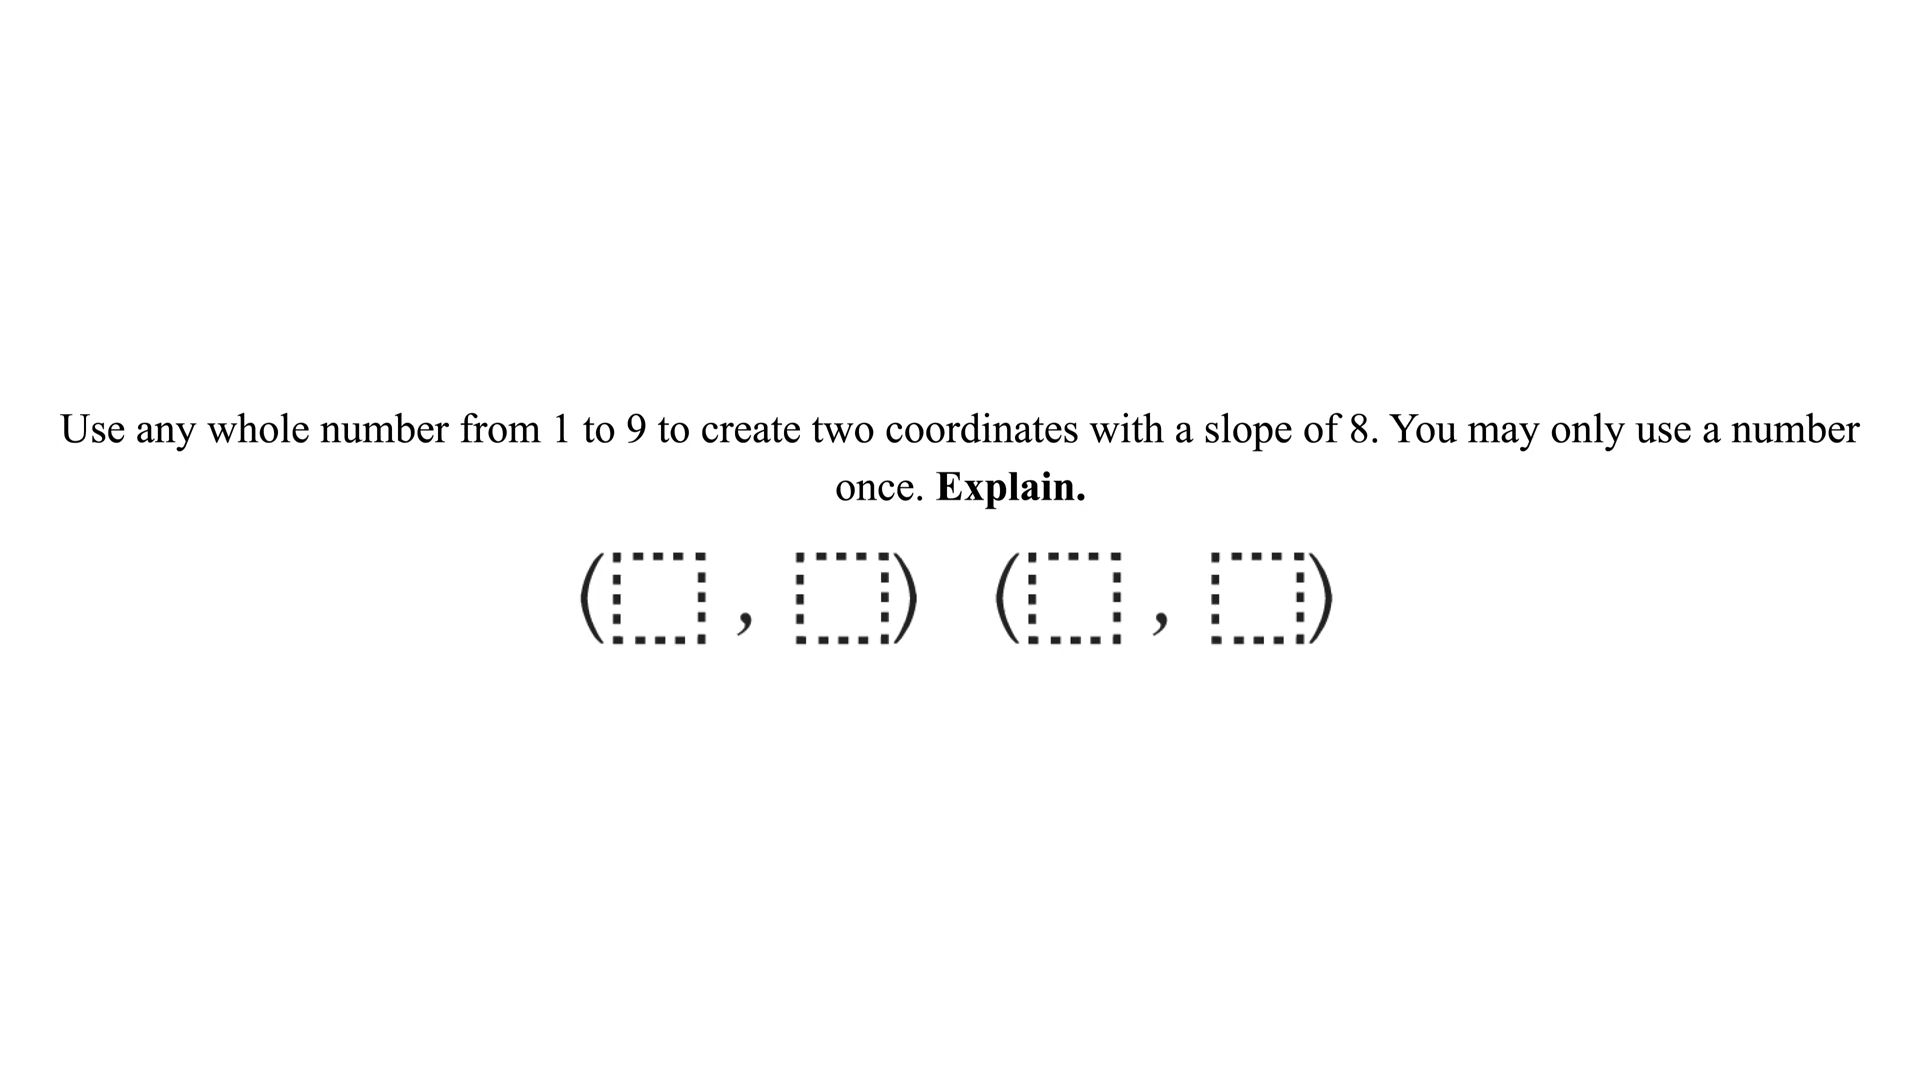 Use any whole number from 1 to 9 to create two coordinates with a slope of 8. You may only use a number
once. Explain.
(□ , □) (□ , □)